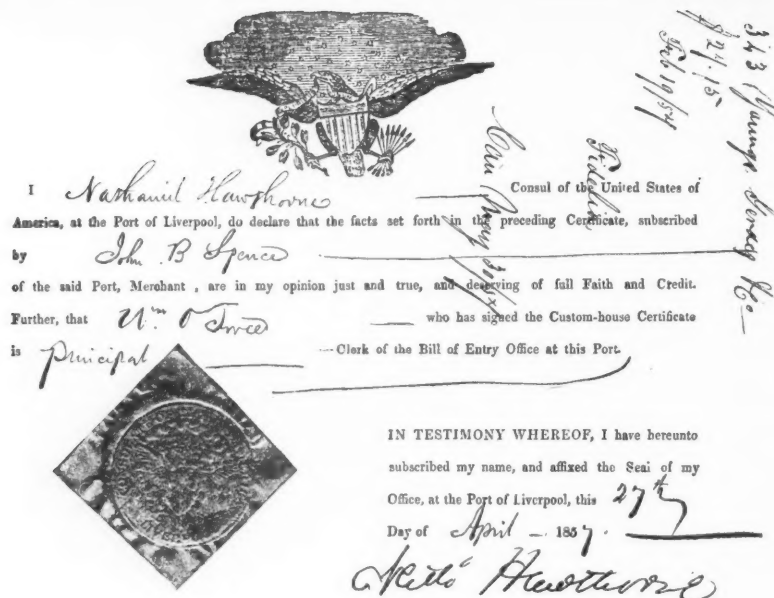 I Nathaniel Hawthorne Consul of the United States of
America, at the Port of Liverpool, do declare that the facts set forth in the preceding Certificate, subscribed
by John B Spence
of the said Port, Merchant , are in my opinion just and true, and deserving of full Faith and Credit.
Further, that Wm who has signed the Custom-house Certificate
is Principal Clerk of the Bill of Entry Office at this Port.
IN TESTIMONY WHEREOF, I have hereunto
subscribed my name, and affixed the Seal of my
Office, at the Port of Liverpool, this 27th
Day of April 1857.
Hawthorne
343
Fidelia